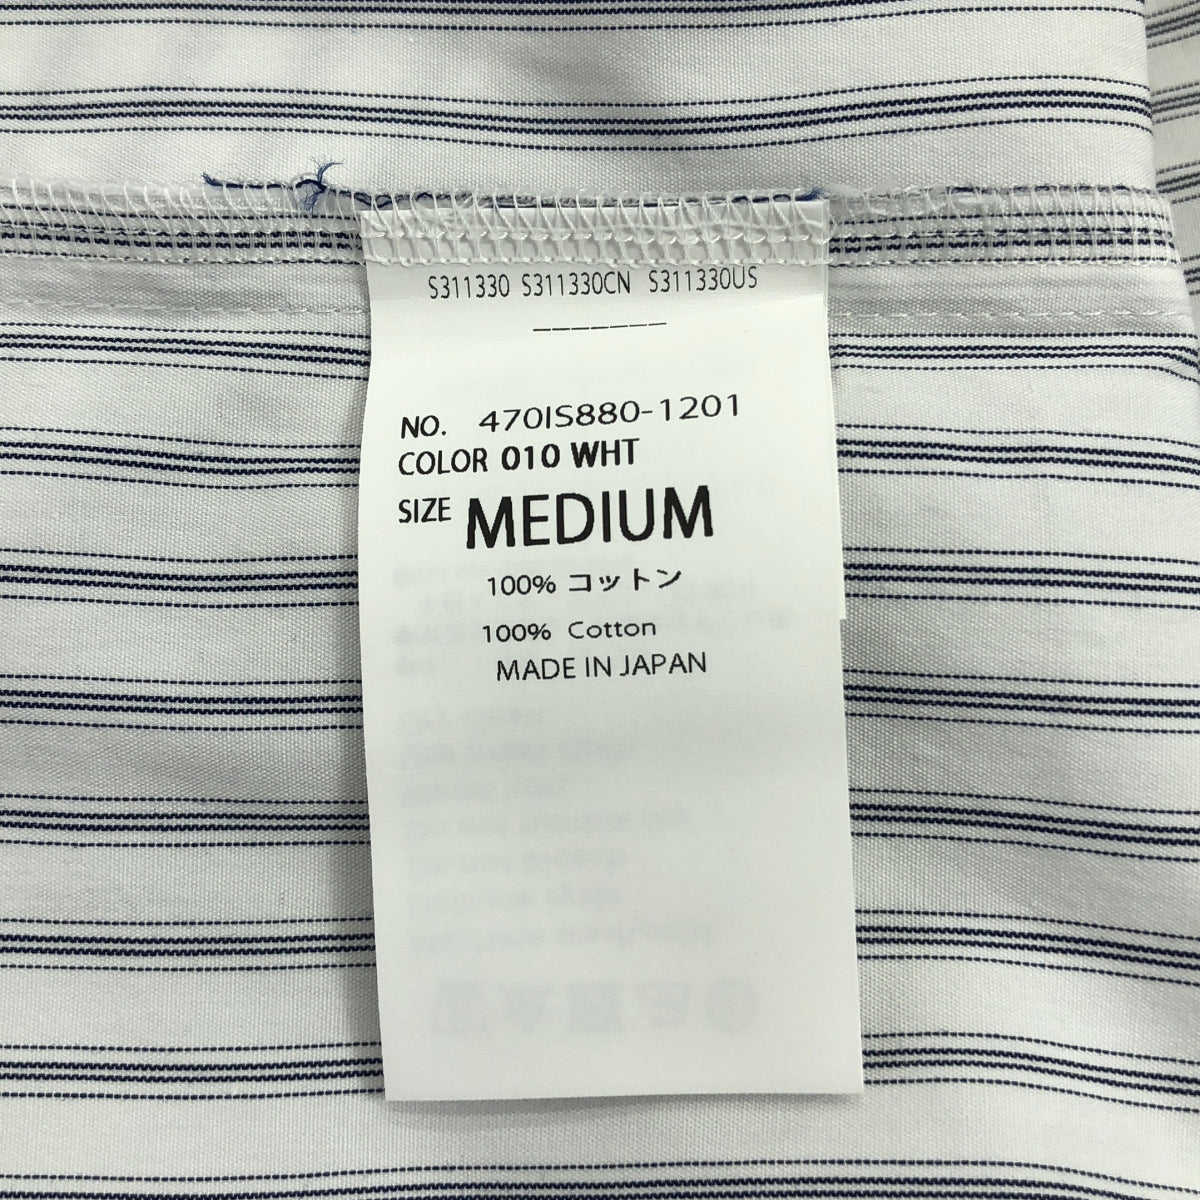 S311330 S311330CN S311330US
-------
NO. 470IS880-1201
COLOR 010 WHT
SIZE MEDIUM
100% コットン
100% Cotton
MADE IN JAPAN